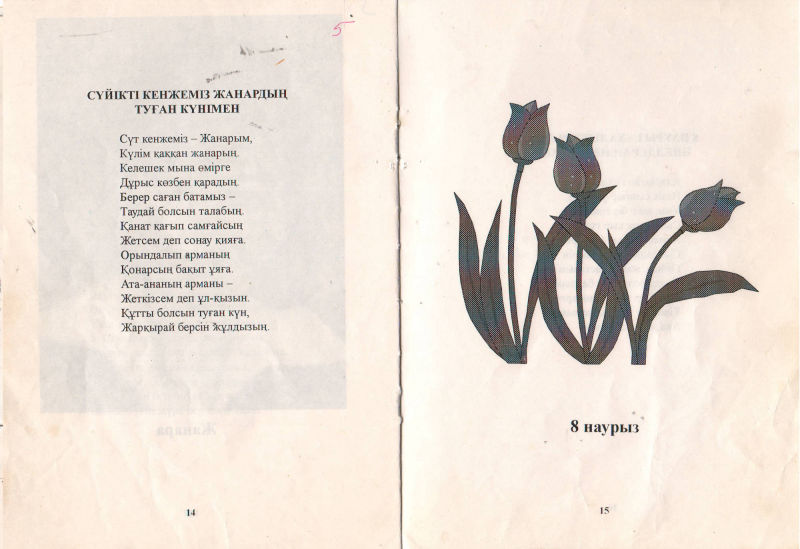 5
СҮЙІКТІ КЕНЖЕМІЗ ЖАНАРДЫҢ
ТУҒАН КҮНІМЕН
Сүт кенжеміз – Жанарым,
Күлім қаққан жанарың.
Келешек мына өмірге
Дұрыс көзбен қарадың.
Берер саған батамыз –
Таудай болсын талабың.
Қанат қағып самғайсың
Жетсем деп сонау қияға.
Орындалып арманың
Қонарсың бақыт ұяға.
Ата-ананың арманы –
Жеткізсем деп ұл-қызын.
Құтты болсын туған күн,
Жарқырай берсін жұлдызың.
14
8 наурыз
15